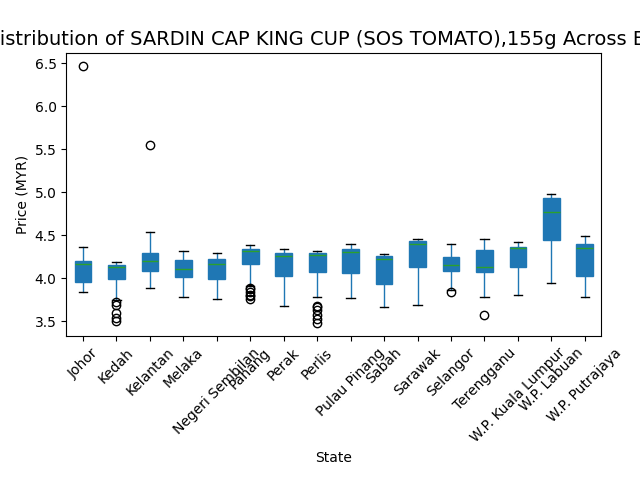 istribution of SARDIN CAP KING CUP (SOS TOMATO),155g Across
6.5
6.0
5.5
5.0
4.5
4.0
3.5
Price (MYR)
Johor
Kedah
Kelantan
Melaka
Negeri Sembilan
Pahang
Perak
Perlis
Pulau Pinang
Sabah
Sarawak
Selangor
Terengganu
W.P. Kuala Lumpur
W.P. Labuan
W.P. Putrajaya
State